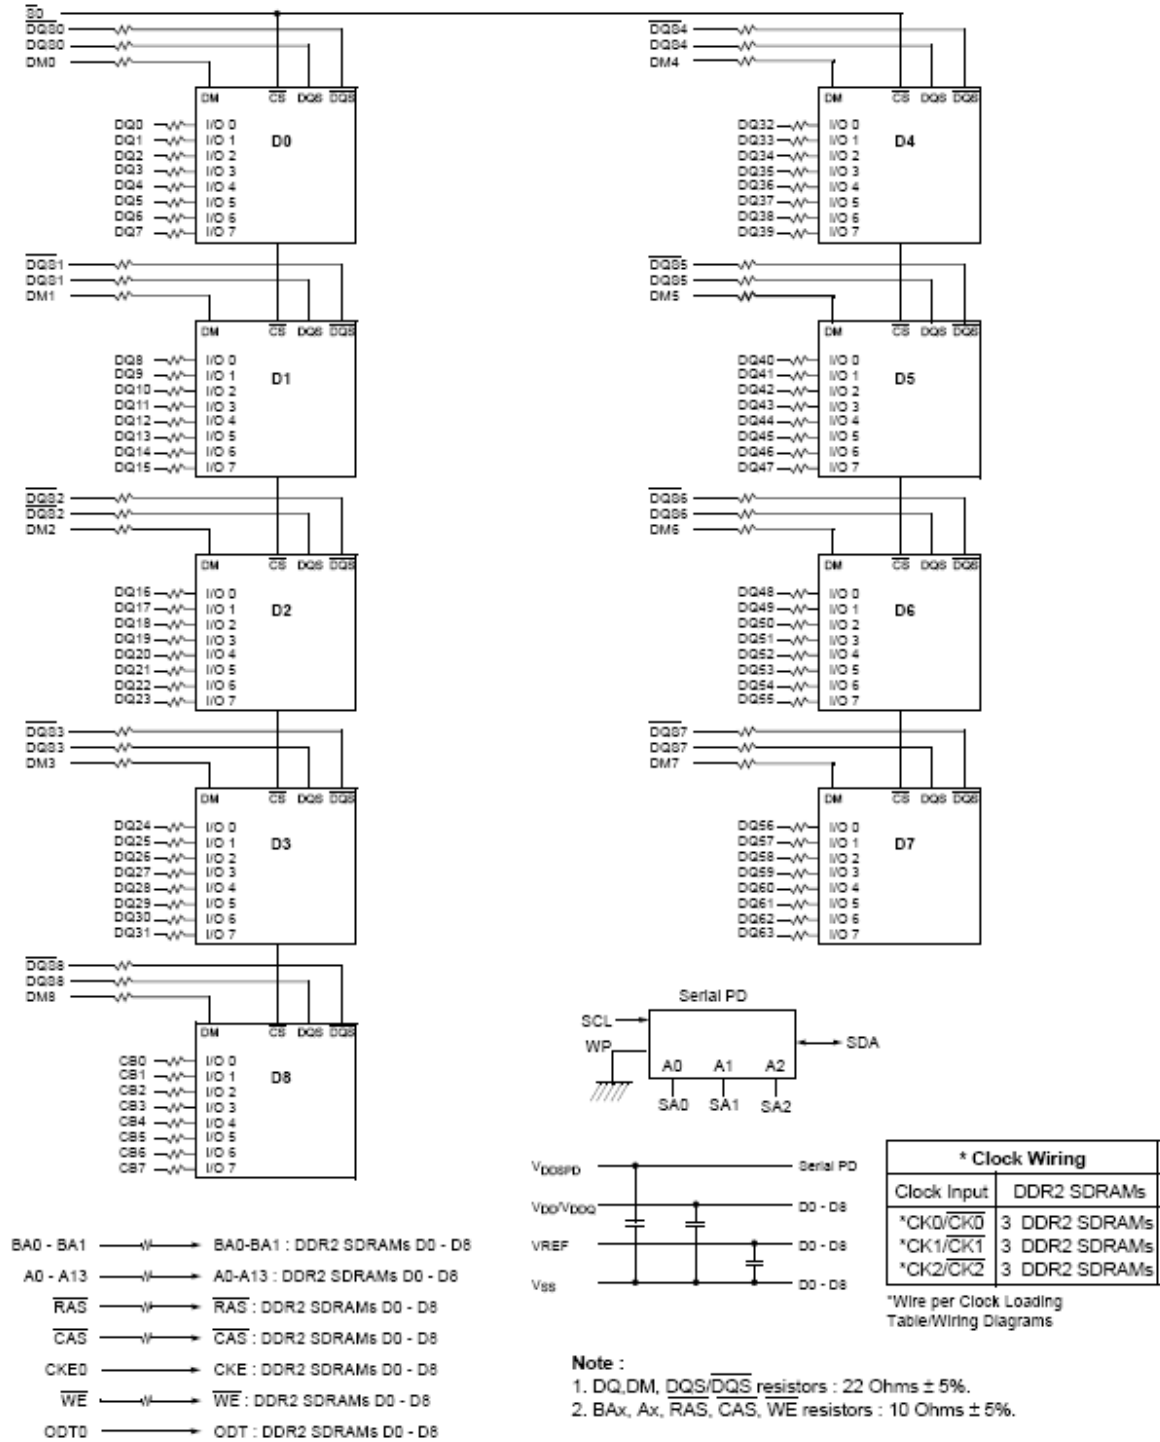 S0
DQS0
DQS0
DM0
DM CS DQS DQS
D0
DQ0 I/O 0
DQ1 I/O 1
DQ2 I/O 2
DQ3 I/O 3
DQ4 I/O 4
DQ5 I/O 5
DQ6 I/O 6
DQ7 I/O 7
DQS1
DQS1
DM1
DM CS DQS DQS
D1
DQ8 I/O 0
DQ9 I/O 1
DQ10 I/O 2
DQ11 I/O 3
DQ12 I/O 4
DQ13 I/O 5
DQ14 I/O 6
DQ15 I/O 7
DQS2
DQS2
DM2
DM CS DQS DQS
D2
DQ16 I/O 0
DQ17 I/O 1
DQ18 I/O 2
DQ19 I/O 3
DQ20 I/O 4
DQ21 I/O 5
DQ22 I/O 6
DQ23 I/O 7
DQS3
DQS3
DM3
DM CS DQS DQS
D3
DQ24 I/O 0
DQ25 I/O 1
DQ26 I/O 2
DQ27 I/O 3
DQ28 I/O 4
DQ29 I/O 5
DQ30 I/O 6
DQ31 I/O 7
DQS8
DQS8
DM8
DM CS DQS DQS
D8
CB0 I/O 0
CB1 I/O 1
CB2 I/O 2
CB3 I/O 3
CB4 I/O 4
CB5 I/O 5
CB6 I/O 6
CB7 I/O 7
DQS4
DQS4
DM4
DM CS DQS DQS
D4
DQ32 I/O 0
DQ33 I/O 1
DQ34 I/O 2
DQ35 I/O 3
DQ36 I/O 4
DQ37 I/O 5
DQ38 I/O 6
DQ39 I/O 7
DQS5
DQS5
DM5
DM CS DQS DQS
D5
DQ40 I/O 0
DQ41 I/O 1
DQ42 I/O 2
DQ43 I/O 3
DQ44 I/O 4
DQ45 I/O 5
DQ46 I/O 6
DQ47 I/O 7
DQS6
DQS6
DM6
DM CS DQS DQS
D6
DQ48 I/O 0
DQ49 I/O 1
DQ50 I/O 2
DQ51 I/O 3
DQ52 I/O 4
DQ53 I/O 5
DQ54 I/O 6
DQ55 I/O 7
DQS7
DQS7
DM7
DM CS DQS DQS
D7
DQ56 I/O 0
DQ57 I/O 1
DQ58 I/O 2
DQ59 I/O 3
DQ60 I/O 4
DQ61 I/O 5
DQ62 I/O 6
DQ63 I/O 7
Serial PD
SCL
WP
SDA
A0 A1 A2
SA0 SA1 SA2
VDDSPD Serial PD
VDD/VDDQ D0 - D8
VREF D0 - D8
VSS D0 - D8
* Clock Wiring
Clock Input DDR2 SDRAMs
*CK0/CK0 3 DDR2 SDRAMs
*CK1/CK1 3 DDR2 SDRAMs
*CK2/CK2 3 DDR2 SDRAMs
*Wire per Clock Loading
Table/Wiring Diagrams
BA0 - BA1 BA0-BA1 : DDR2 SDRAMs D0 - D8
A0 - A13 A0-A13 : DDR2 SDRAMs D0 - D8
RAS RAS : DDR2 SDRAMs D0 - D8
CAS CAS : DDR2 SDRAMs D0 - D8
CKE0 CKE : DDR2 SDRAMs D0 - D8
WE WE : DDR2 SDRAMs D0 - D8
ODT0 ODT : DDR2 SDRAMs D0 - D8
Note :
1. DQ,DM, DQS/DQS resistors : 22 Ohms ± 5%.
2. BAx, Ax, RAS, CAS, WE resistors : 10 Ohms ± 5%.